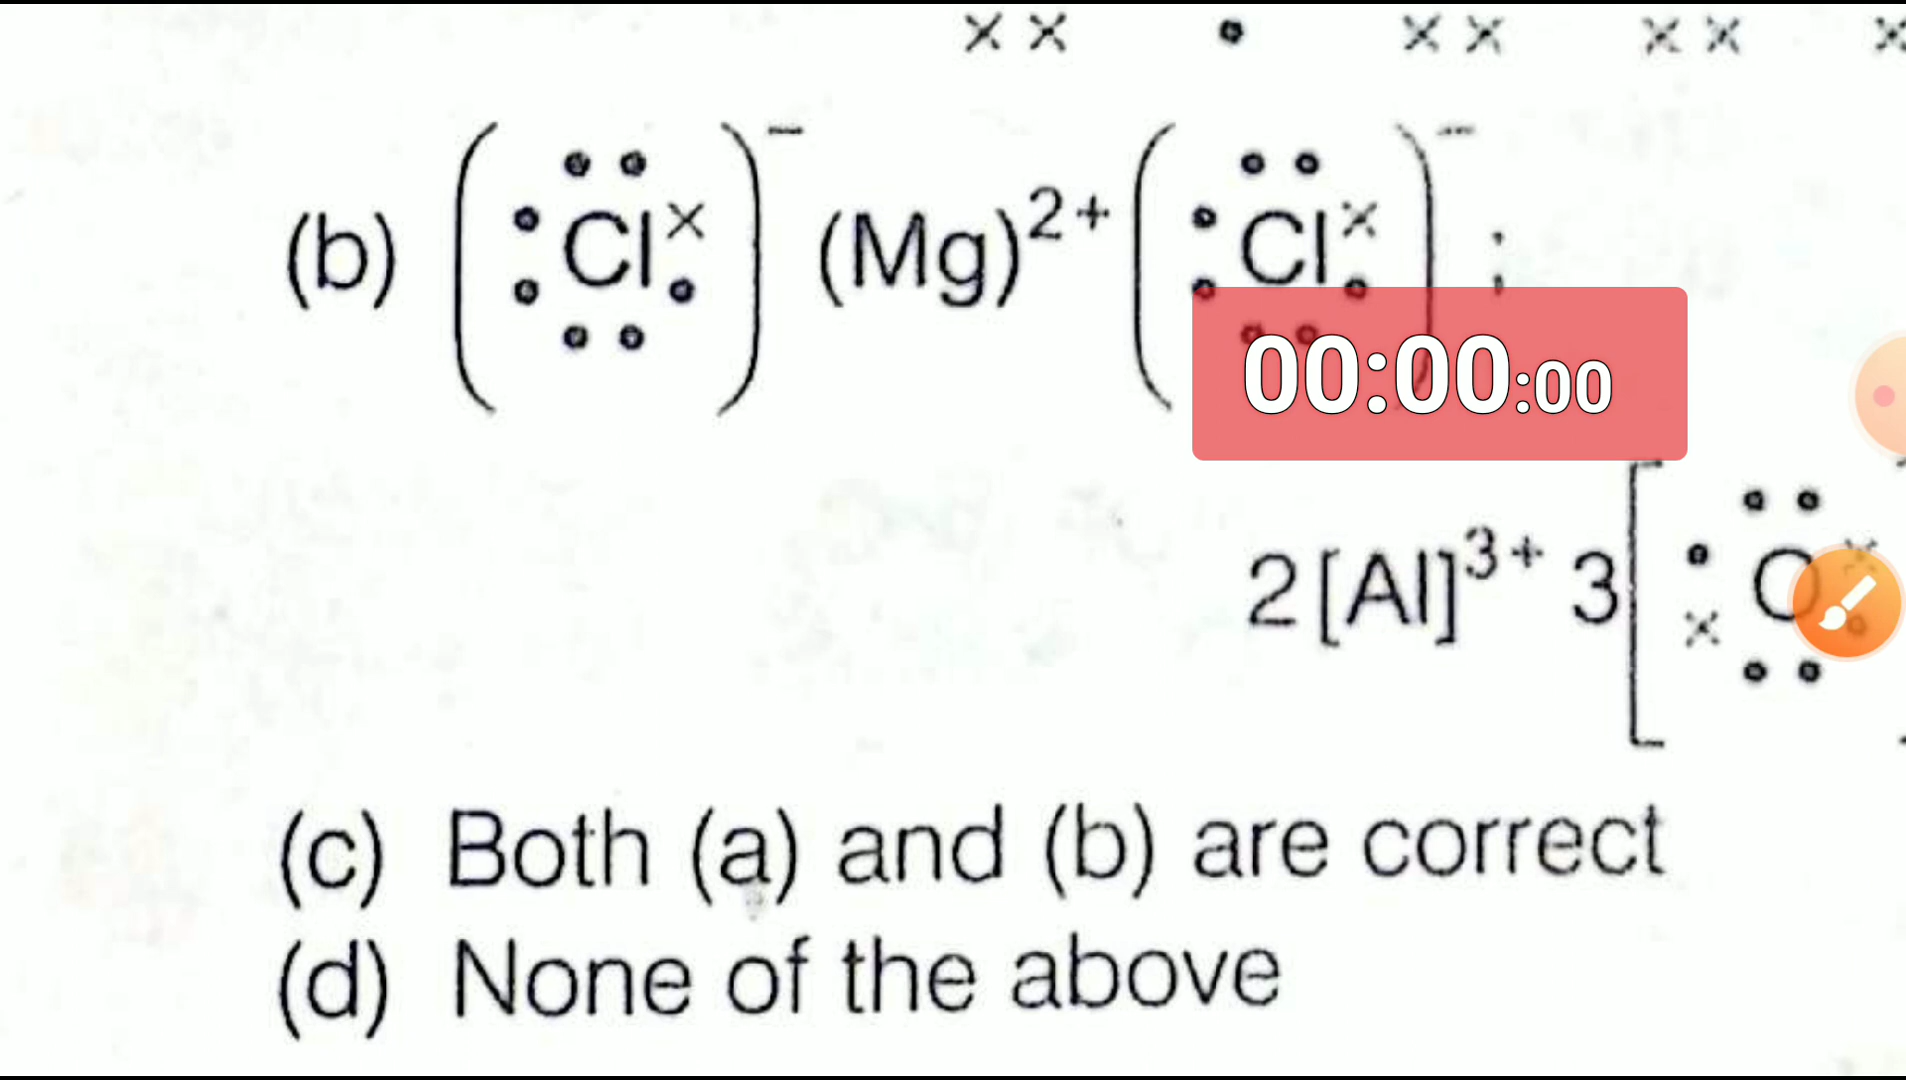 × × • × × × × ×
(b) (Cl×)⁻ (Mg)²⁺ (Cl×)⁻ ;
00:00:00
2[Al]³⁺ 3[× O ×
(c) Both (a) and (b) are correct
(d) None of the above